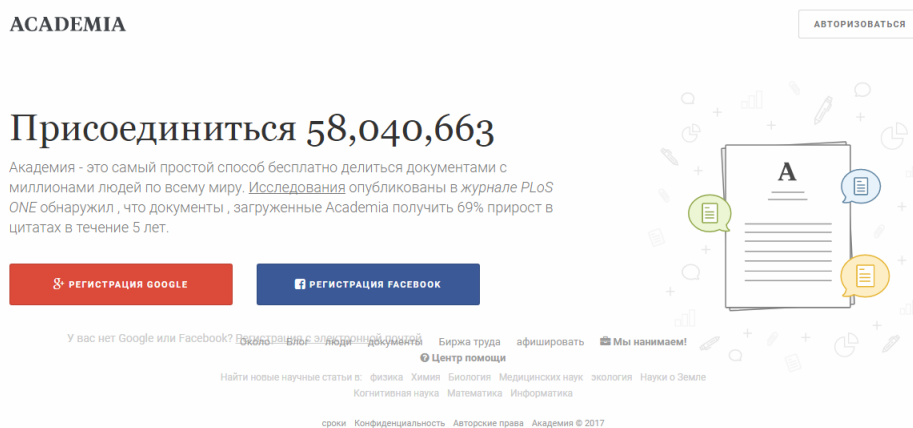 ACADEMIA
АВТОРИЗОВАТЬСЯ
Присоединиться 58,040,663
Академия - это самый простой способ бесплатно делиться документами с
миллионами людей по всему миру. Исследования опубликованы в журнале PLoS
ONE обнаружил , что документы , загруженные Academia получить 69% прирост в
цитатах в течение 5 лет.
A
g+ РЕГИСТРАЦИЯ GOOGLE
РЕГИСТРАЦИЯ FACEBOOK
У вас нет Google или Facebook? Регистрация с электронной почтой
Около Блог люди документы Биржа труда афишировать Мы нанимаем!
Центр помощи
Найти новые научные статьи в: физика Химия Биология Медицинских наук экология Науки о Земле
Когнитивная наука Математика Информатика
сроки Конфиденциальность Авторские права Академия © 2017